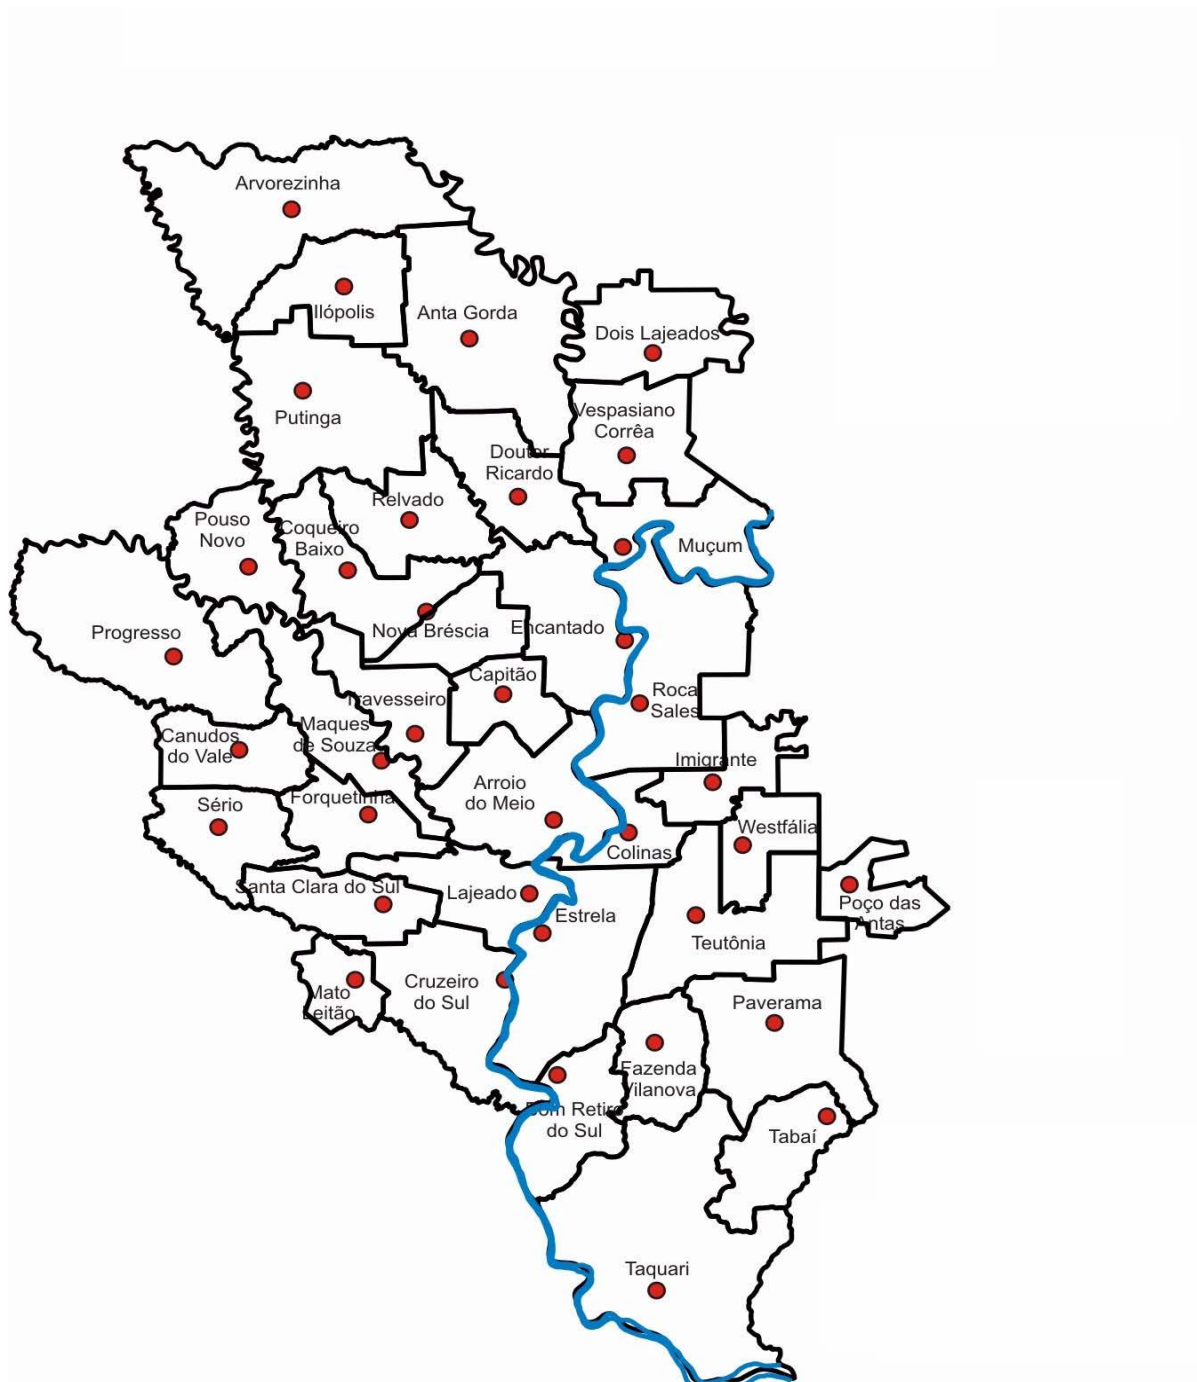 Arvorezinha
Ilópolis
Anta Gorda
Dois Lajeados
Putinga
Vespasiano
Corrêa
Doutor
Ricardo
Relvado
Pouso
Novo
Coqueiro
Baixo
Muçum
Progresso
Nova Bréscia
Encantado
Capitão
Travesseiro
Roca
Sales
Canudos
do Vale
Maques
de Souza
Imigrante
Arroio
do Meio
Sério
Forquetinha
Westfália
Colinas
Santa Clara do Sul
Lajeado
Estrela
Poço das
Antas
Teutônia
Cruzeiro
do Sul
Mato
Leitão
Paverama
Fazenda
Vilanova
Bom Retiro
do Sul
Tabaí
Taquari